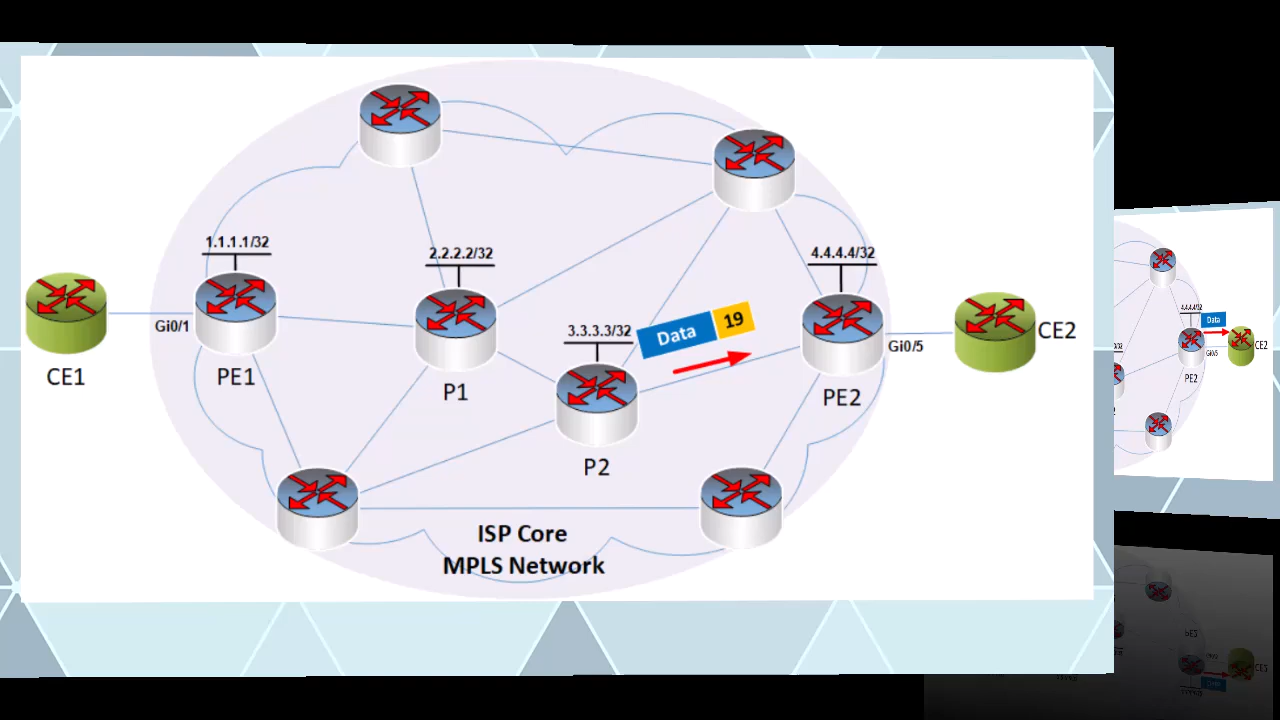 1.1.1.1/32
2.2.2.2/32
4.4.4.4/32
Gi0/1
3.3.3.3/32
Data 19
Gi0/5
CE2
CE1
PE1
P1
PE2
P2
ISP Core
MPLS Network
Data
CE2
Gi0/5
PE2